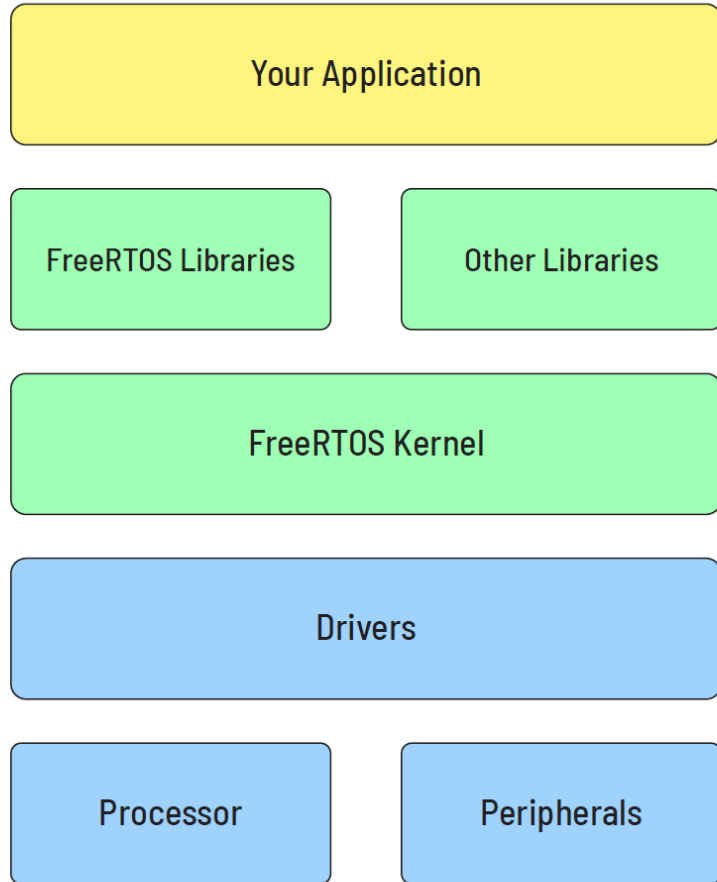 Your Application
FreeRTOS Libraries
Other Libraries
FreeRTOS Kernel
Drivers
Processor
Peripherals